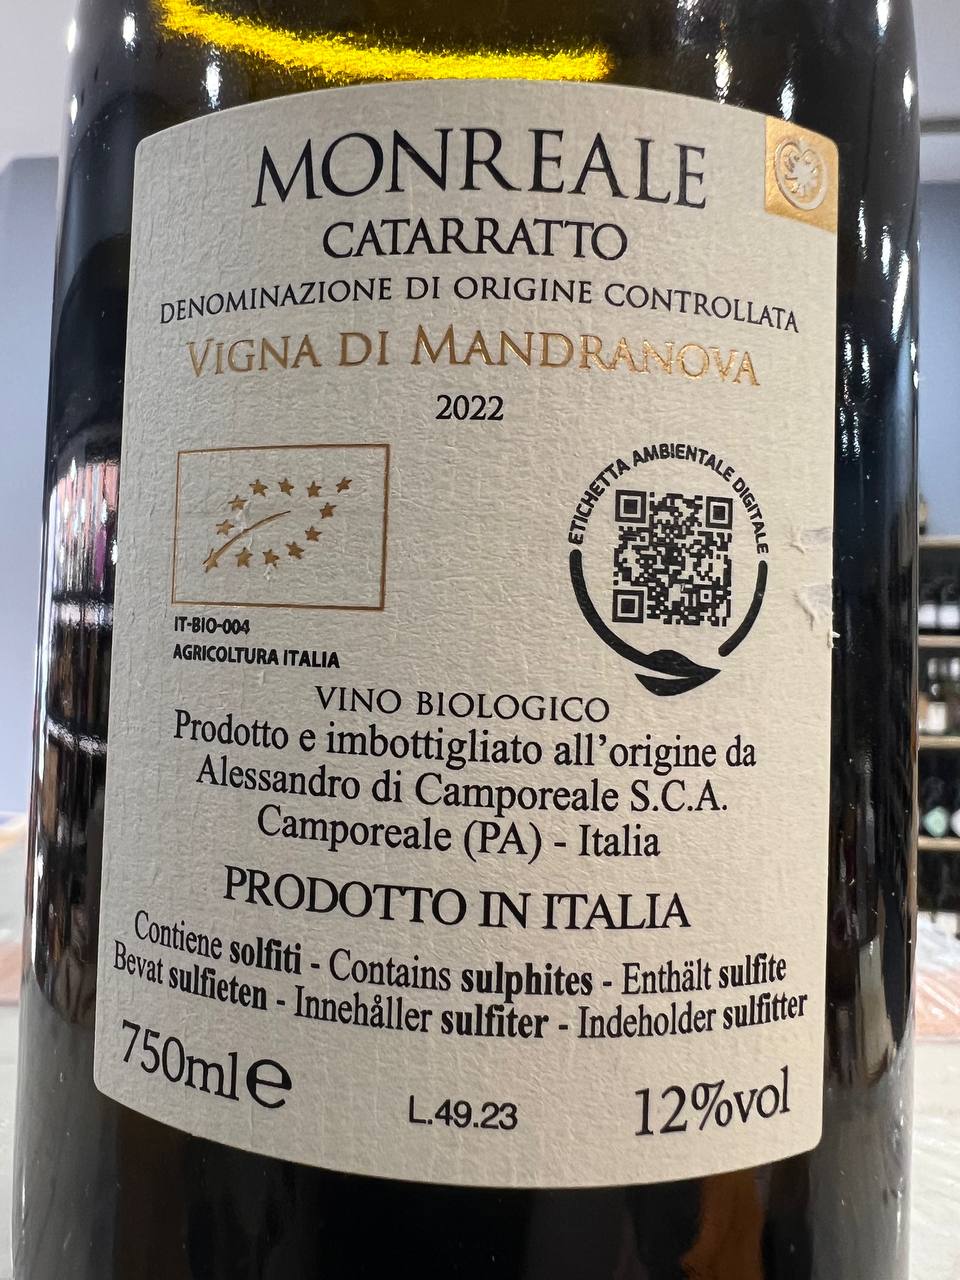 MONREALE
CATARRATTO
DENOMINAZIONE DI ORIGINE CONTROLLATA
VIGNA DI MANDRANOVA
2022
ETICHETTA AMBIENTALE DIGITALE
IT-BIO-004
AGRICOLTURA ITALIA
VINO BIOLOGICO
Prodotto e imbottigliato all'origine da
Alessandro di Camporeale S.C.A.
Camporeale (PA) - Italia
PRODOTTO IN ITALIA
Contiene solfiti - Contains sulphites - Enthält sulfite
Bevat sulfieten - Innehåller sulfiter - Indeholder sulfitter
750ml e
L.49.23
12%vol